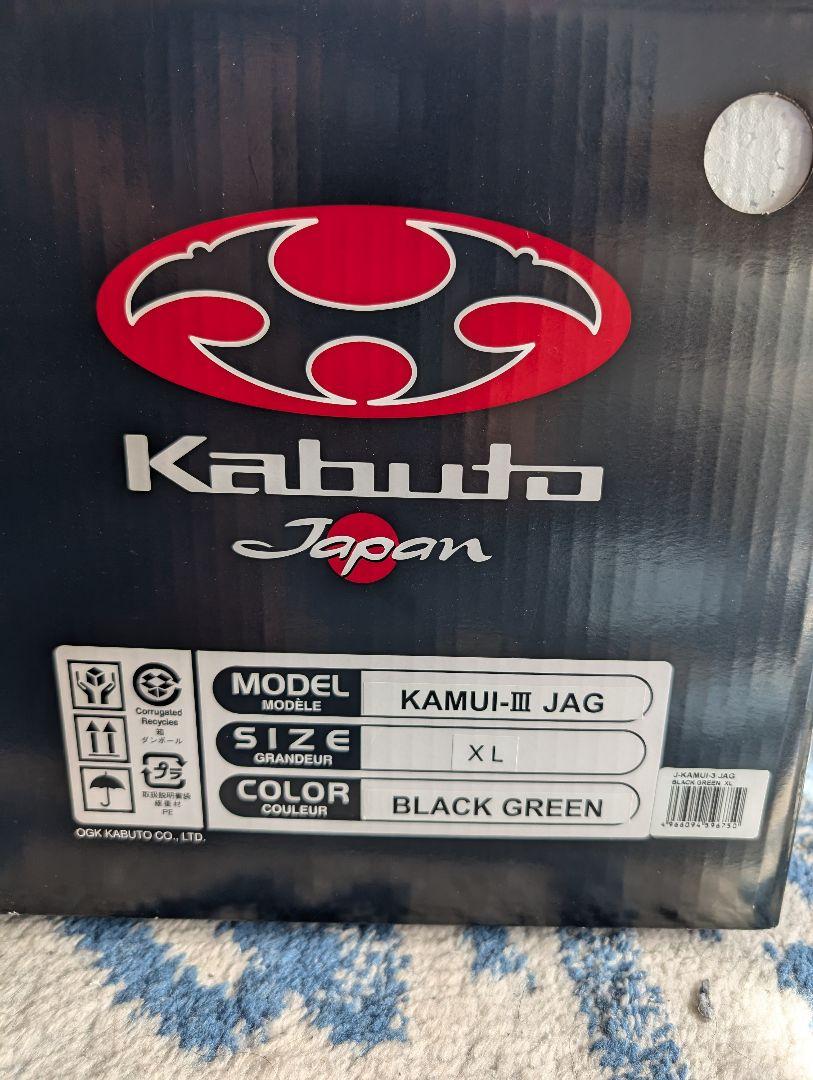 Kabuto
Japan
Corrugated
Recycles
箱
ダンボール
プラ
取扱説明書袋
緩衝材
PE
OGK KABUTO CO., LTD.
MODEL
MODÈLE
KAMUI-Ⅲ JAG
SIZE
GRANDEUR
XL
COLOR
COULEUR
BLACK GREEN
J-KAMUI-3 JAG
BLACK GREEN XL
4966094596750